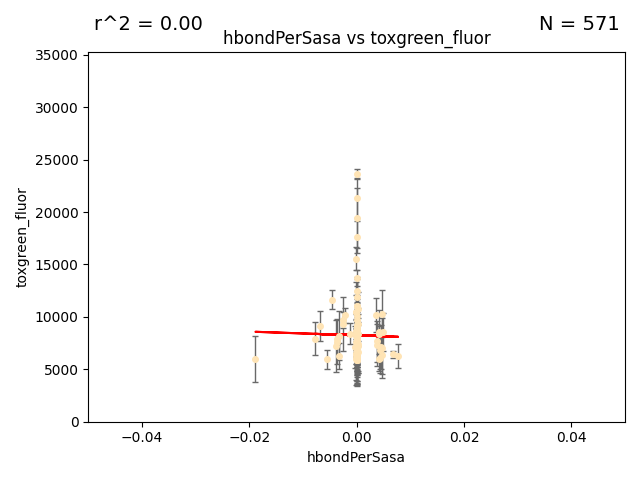 r^2 = 0.00
N = 571
hbondPerSasa vs toxgreen_fluor
toxgreen_fluor
35000
30000
25000
20000
15000
10000
5000
0
−0.04
−0.02
0.00
0.02
0.04
hbondPerSasa